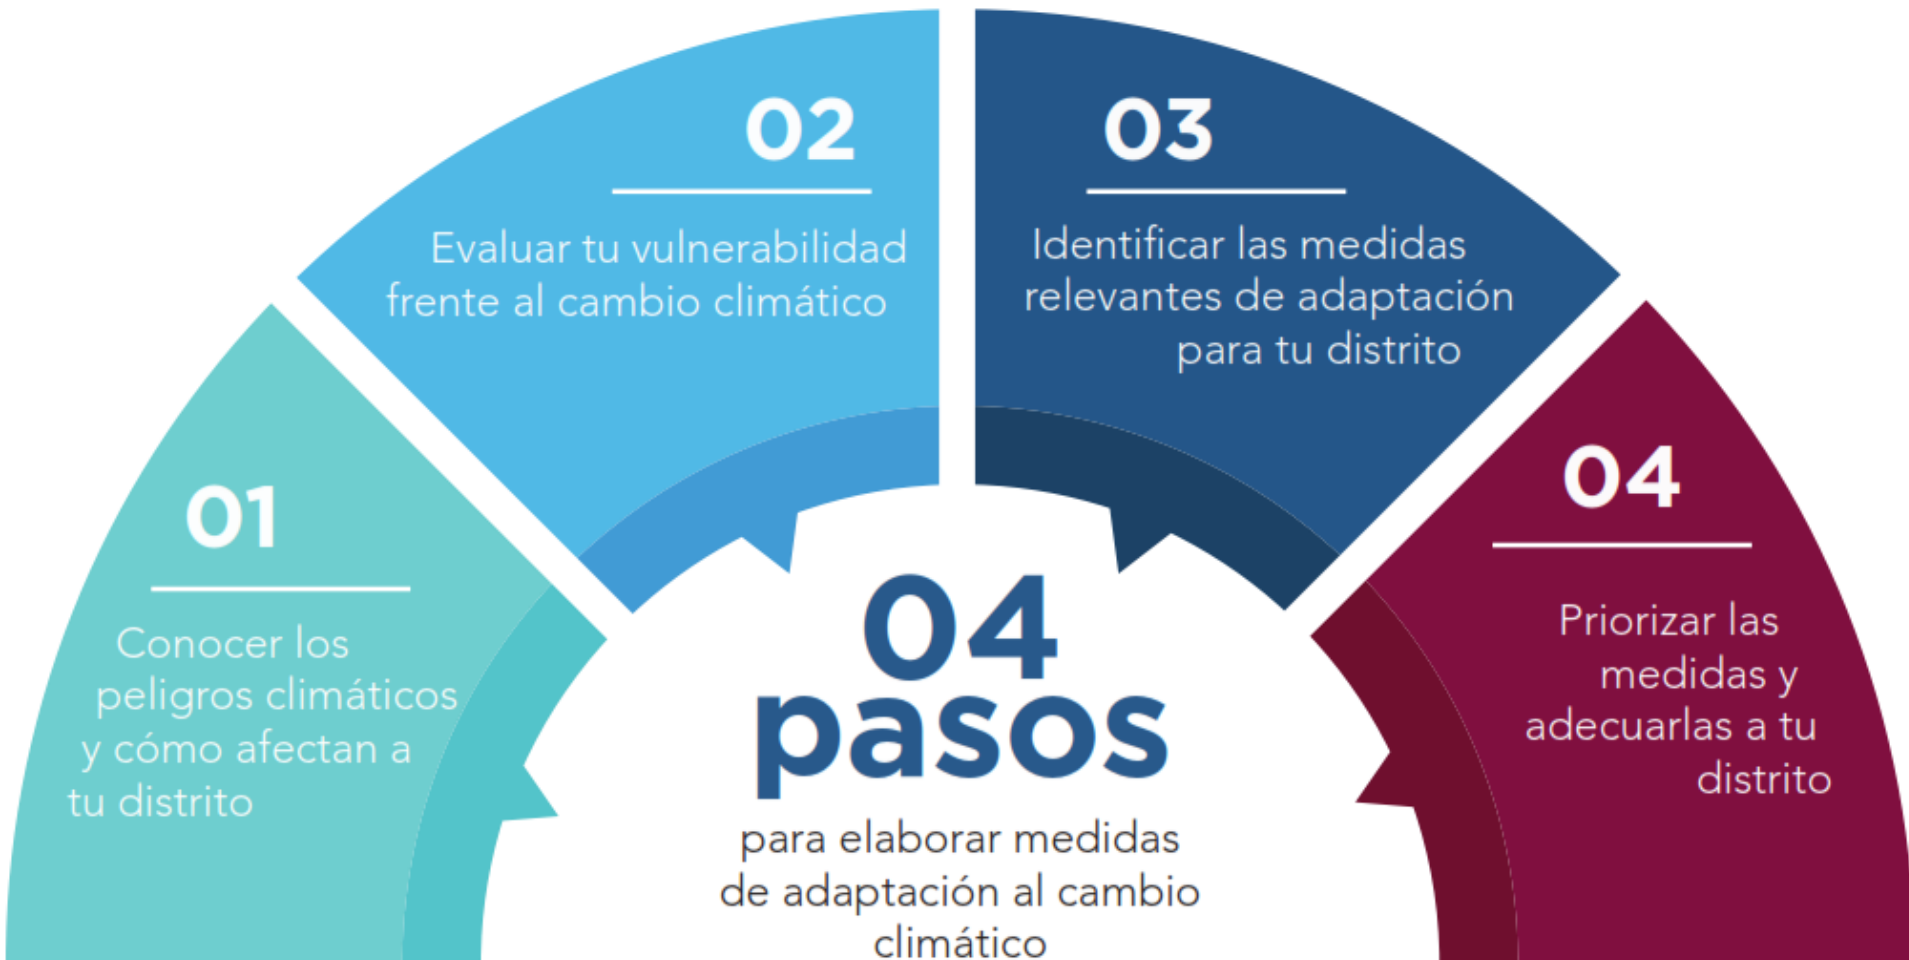 01
Conocer los
peligros climáticos
y cómo afectan a
tu distrito
02
Evaluar tu vulnerabilidad
frente al cambio climático
03
Identificar las medidas
relevantes de adaptación
para tu distrito
04
Priorizar las
medidas y
adecuarlas a tu
distrito
04
pasos
para elaborar medidas
de adaptación al cambio
climático